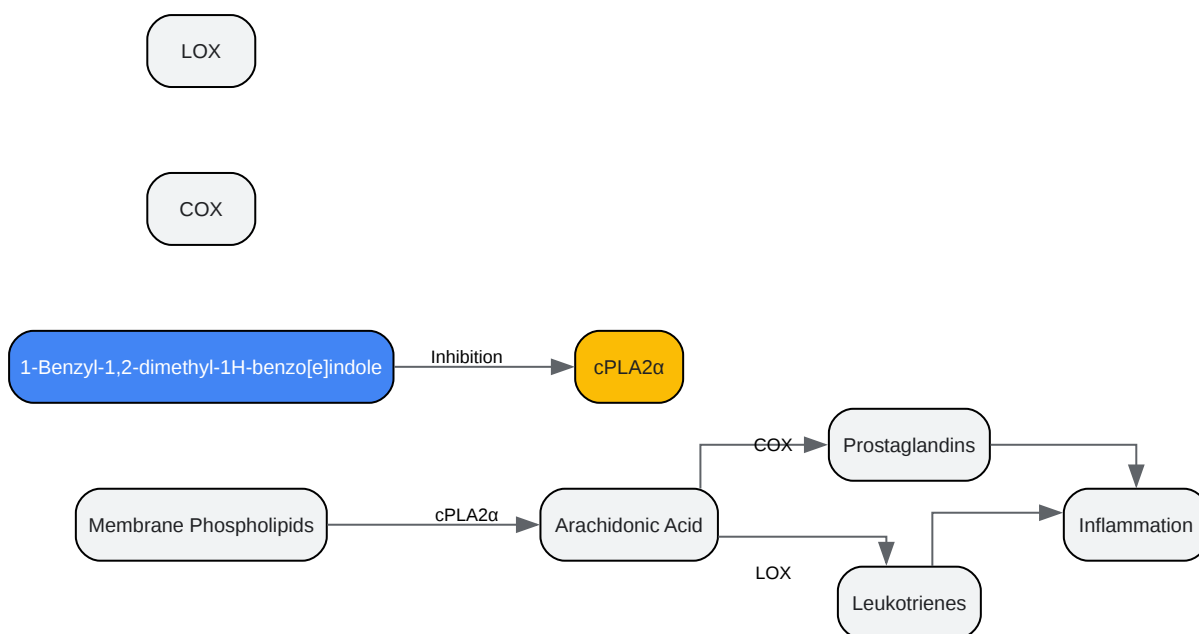 LOX
COX
1-Benzyl-1,2-dimethyl-1H-benzo[e]indole
Inhibition
cPLA2α
COX
Prostaglandins
Membrane Phospholipids
cPLA2α
Arachidonic Acid
Inflammation
LOX
Leukotrienes